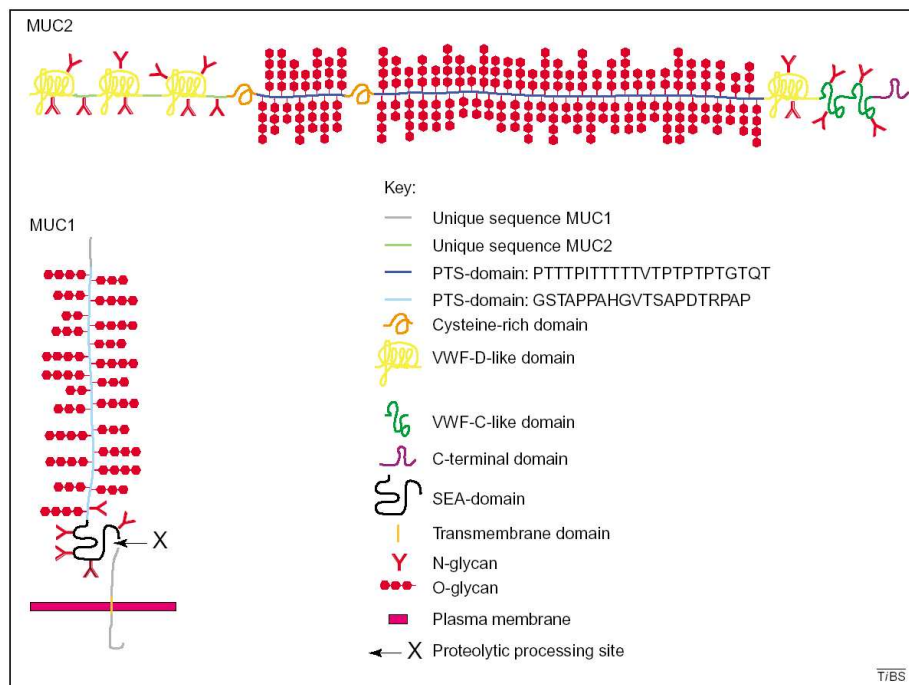 MUC2
Key:
MUC1
Unique sequence MUC1
Unique sequence MUC2
PTS-domain: PTTTPITTTTTVTPTPTPTGTQT
PTS-domain: GSTAPPAHGVTSAPDTRPAP
Cysteine-rich domain
VWF-D-like domain
VWF-C-like domain
C-terminal domain
SEA-domain
X
Transmembrane domain
N-glycan
O-glycan
Plasma membrane
X Proteolytic processing site
TiBS